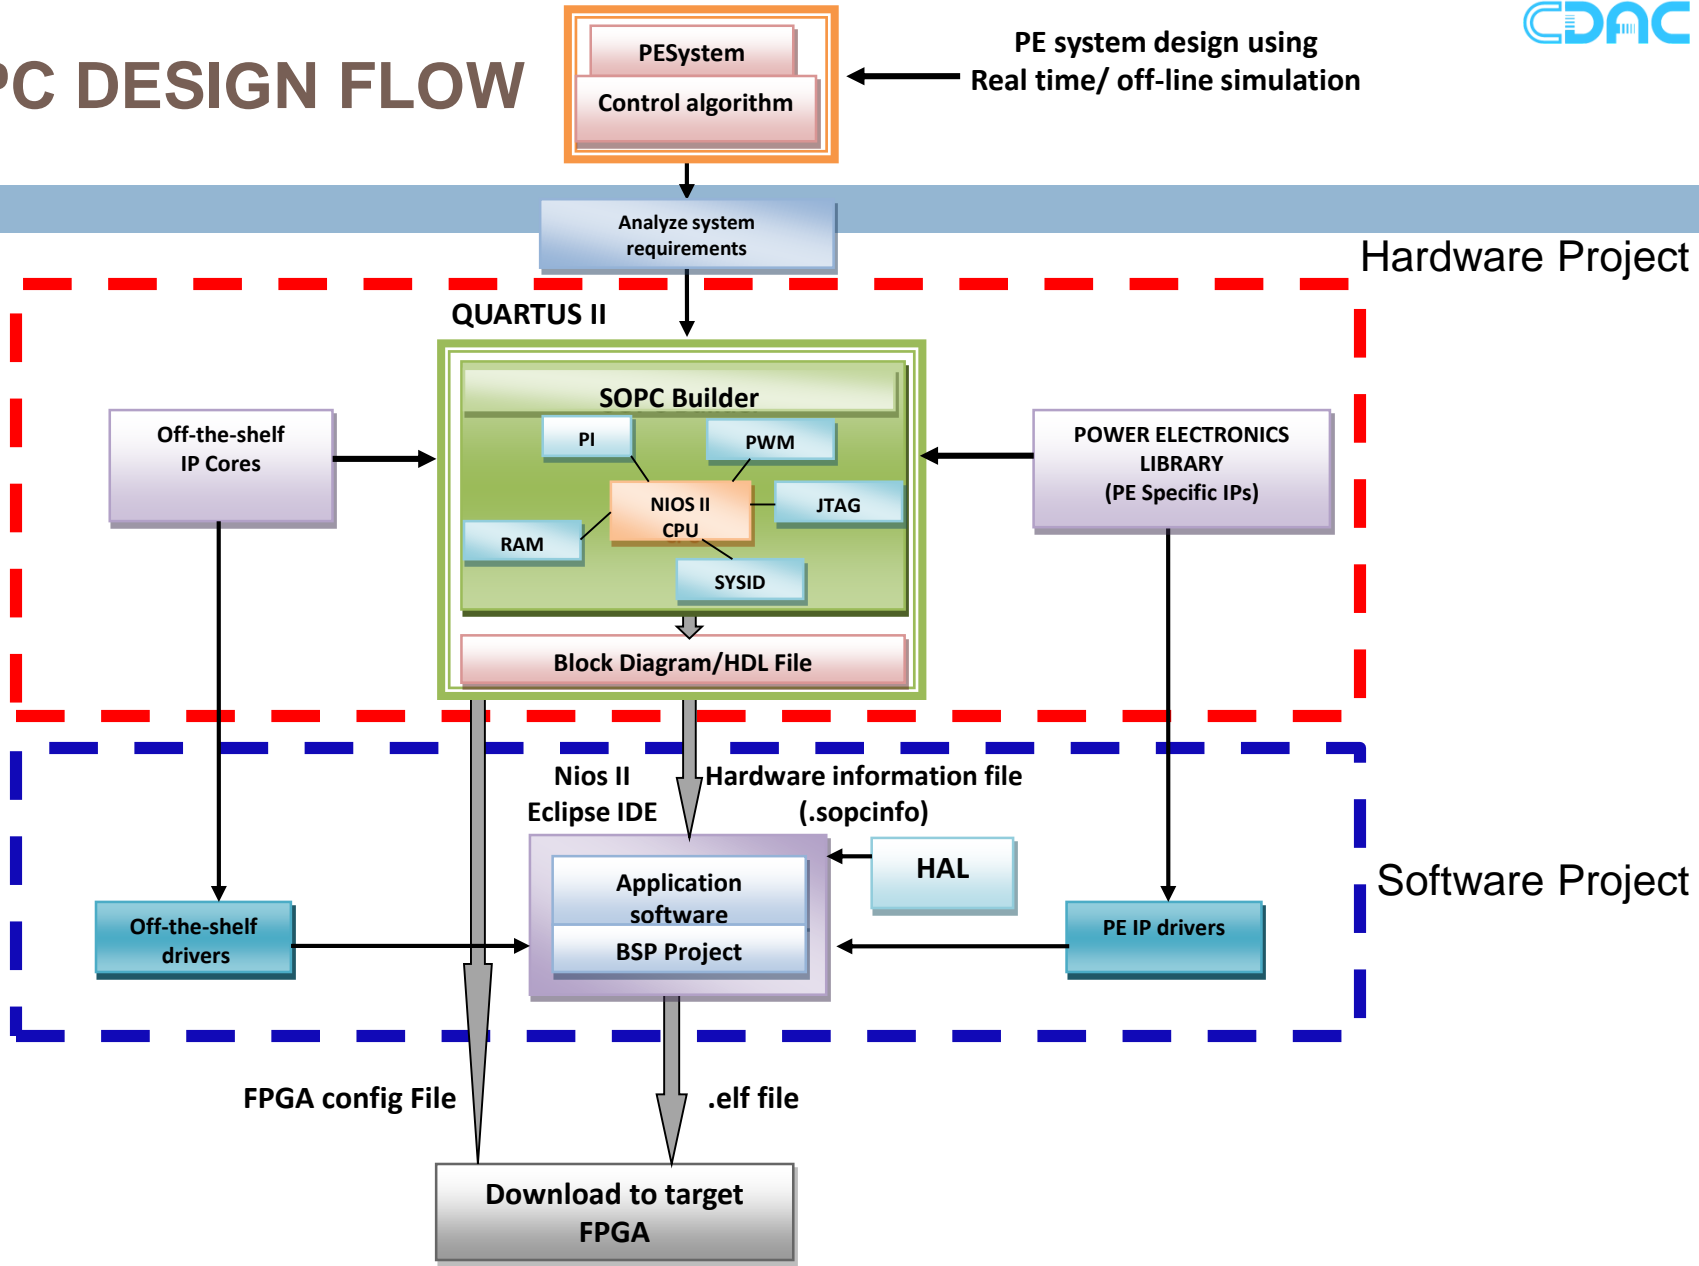 CDAC
PC DESIGN FLOW
PESystem
Control algorithm
PE system design using
Real time/ off-line simulation
Analyze system
requirements
Hardware Project
QUARTUS II
SOPC Builder
PI
PWM
NIOS II
CPU
JTAG
RAM
SYSID
Off-the-shelf
IP Cores
POWER ELECTRONICS
LIBRARY
(PE Specific IPs)
Block Diagram/HDL File
Nios II
Eclipse IDE
Hardware information file
(.sopcinfo)
HAL
Application
software
BSP Project
Software Project
Off-the-shelf
drivers
PE IP drivers
FPGA config File
.elf file
Download to target
FPGA